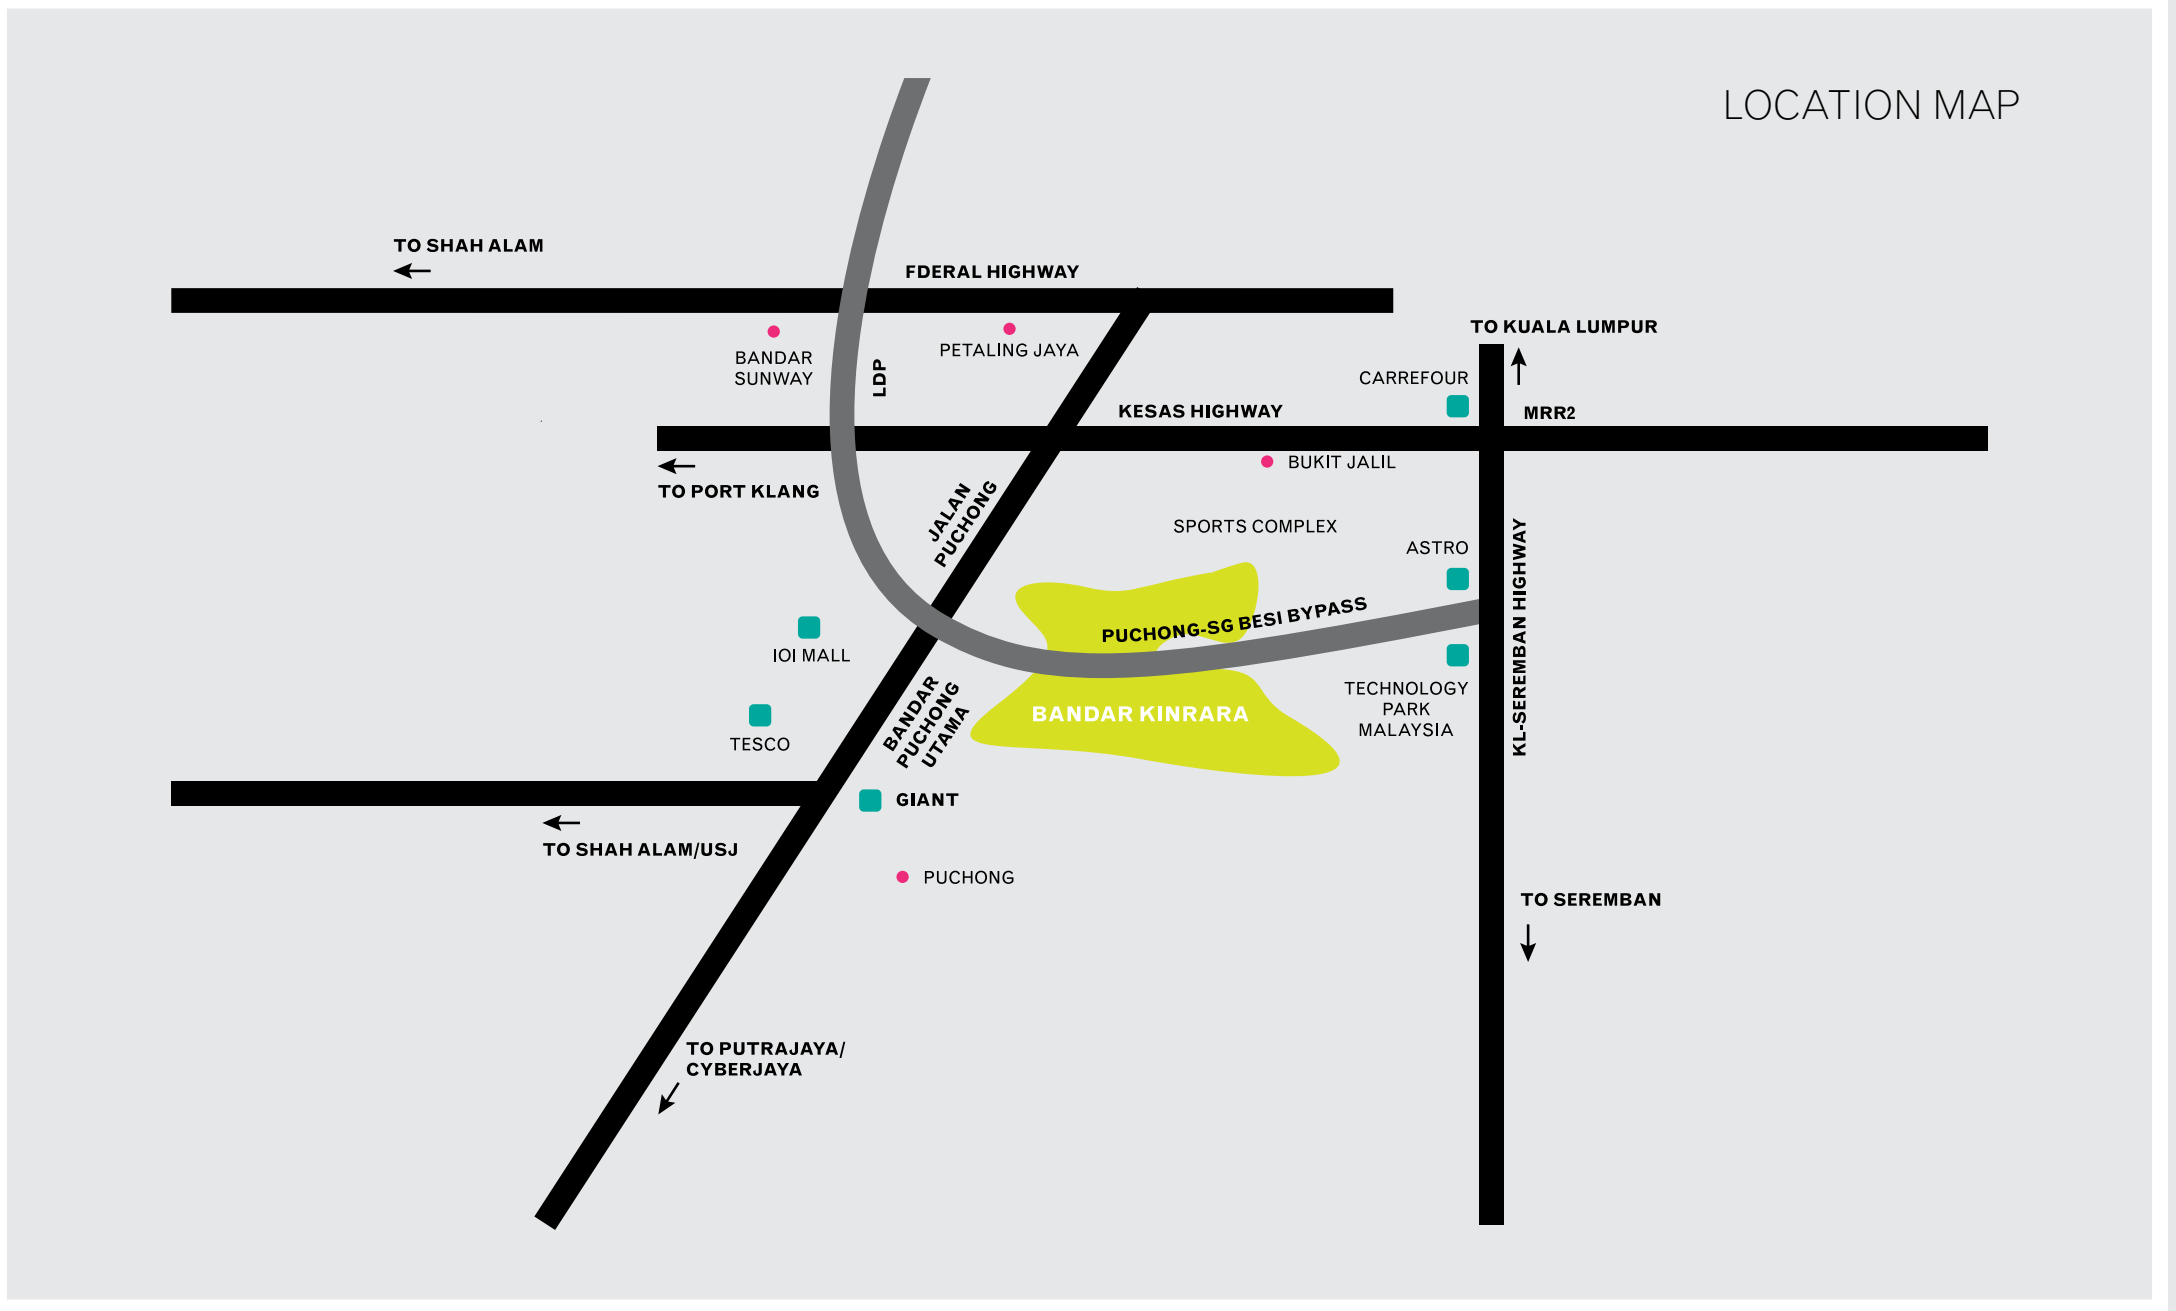 LOCATION MAP
TO SHAH ALAM
FDERAL HIGHWAY
TO KUALA LUMPUR
BANDAR
SUNWAY
LDP
PETALING JAYA
CARREFOUR
KESAS HIGHWAY
MRR2
BUKIT JALIL
TO PORT KLANG
JALAN
PUCHONG
SPORTS COMPLEX
ASTRO
KL-SEREMBAN HIGHWAY
PUCHONG-SG BESI BYPASS
IOI MALL
BANDAR
PUCHONG
UTAMA
BANDAR KINRARA
TECHNOLOGY
PARK
MALAYSIA
TESCO
GIANT
TO SHAH ALAM/USJ
PUCHONG
TO SEREMBAN
TO PUTRAJAYA/
CYBERJAYA